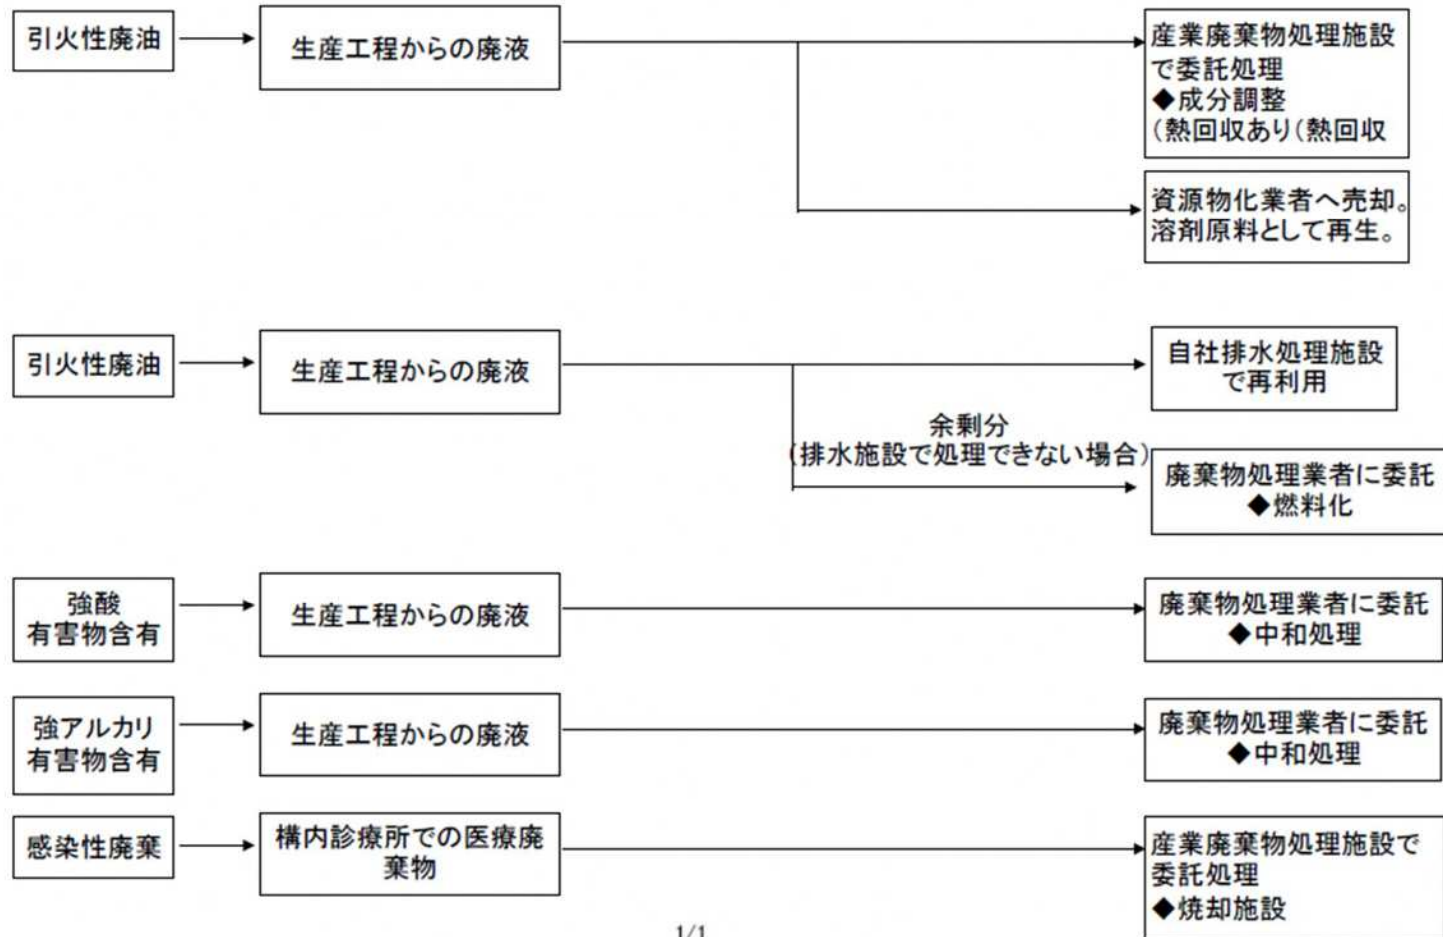 引火性廃油
生産工程からの廃液
産業廃棄物処理施設
で委託処理
◆成分調整
(熱回収あり(熱回収
資源物化業者へ売却。
溶剤原料として再生。
引火性廃油
生産工程からの廃液
自社排水処理施設
で再利用
余剰分
(排水施設で処理できない場合)
廃棄物処理業者に委託
◆燃料化
強酸
有害物含有
生産工程からの廃液
廃棄物処理業者に委託
◆中和処理
強アルカリ
有害物含有
生産工程からの廃液
廃棄物処理業者に委託
◆中和処理
感染性廃棄
構内診療所での医療廃
棄物
産業廃棄物処理施設で
委託処理
◆焼却施設
1/1